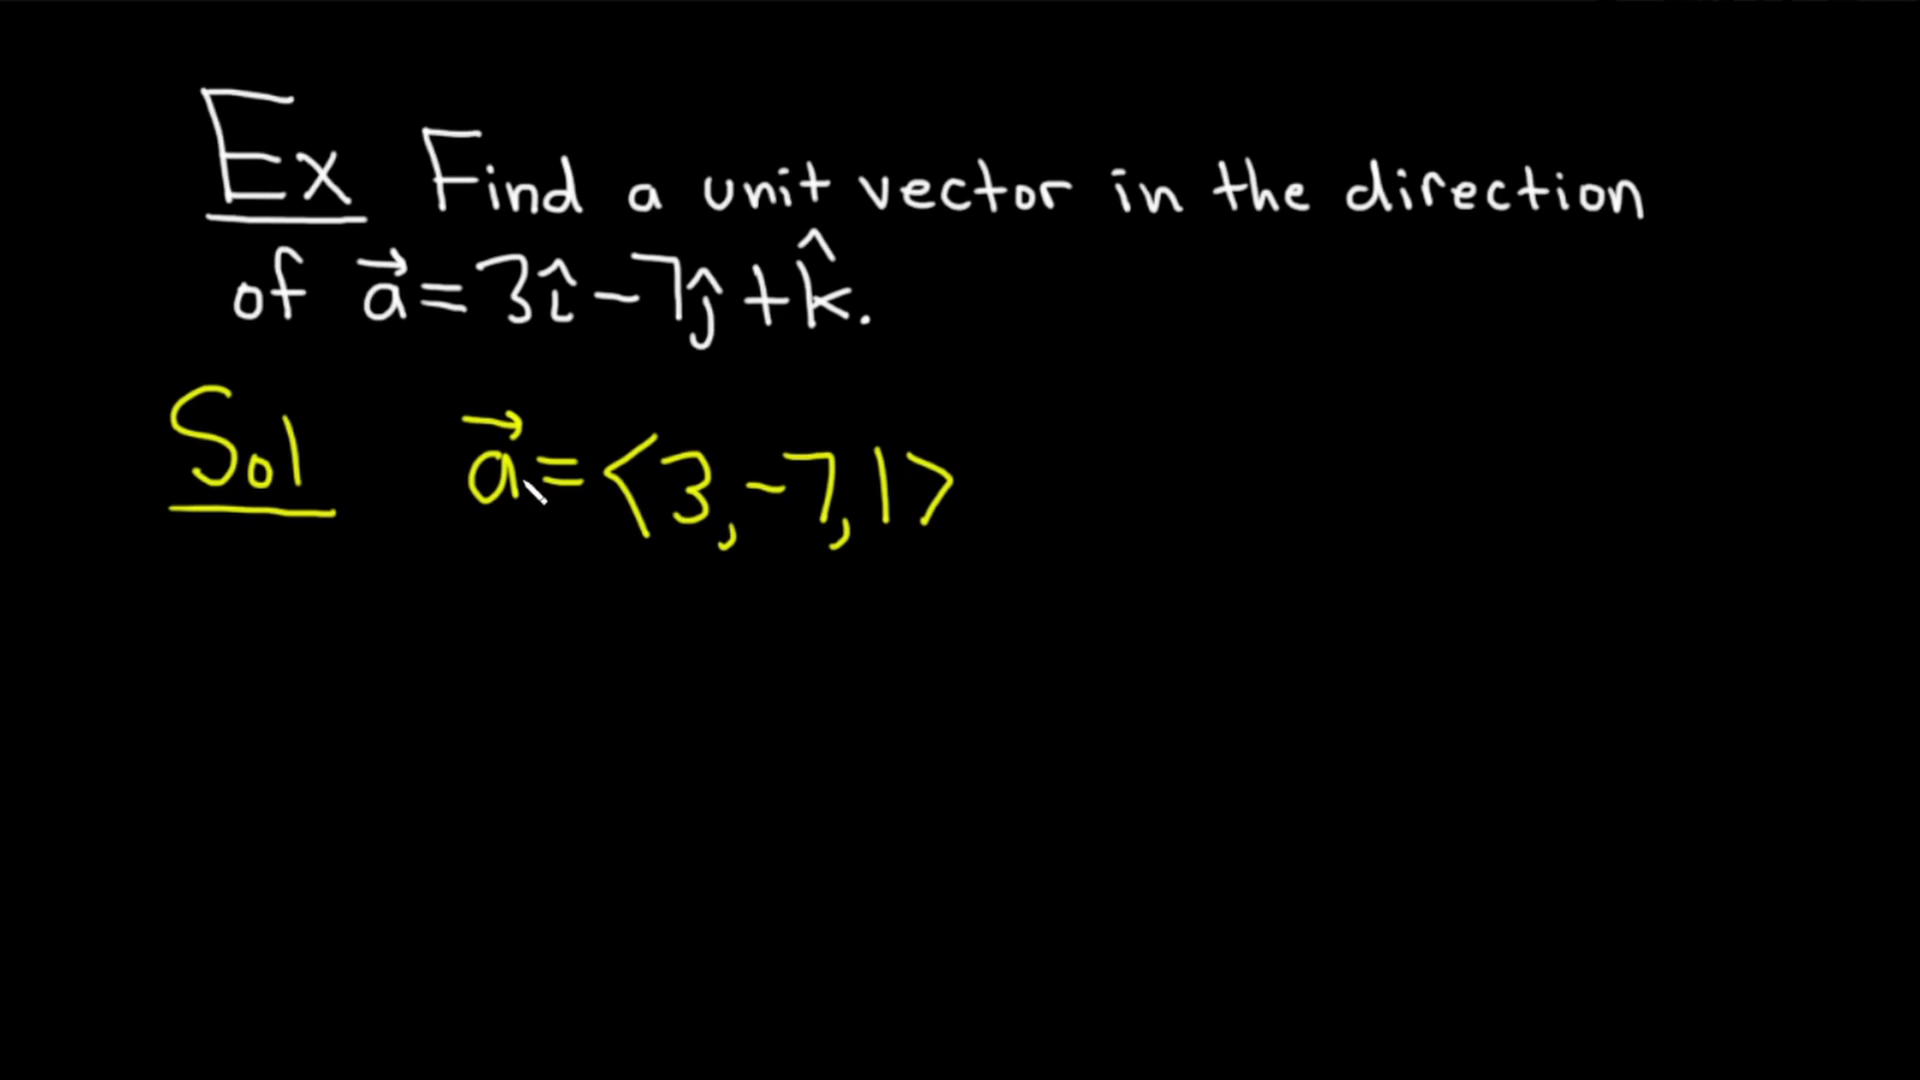 Ex Find a unit vector in the direction
of a⃗ = 3î - 7ĵ + k̂.
Sol a⃗ = <3, -7, 1>